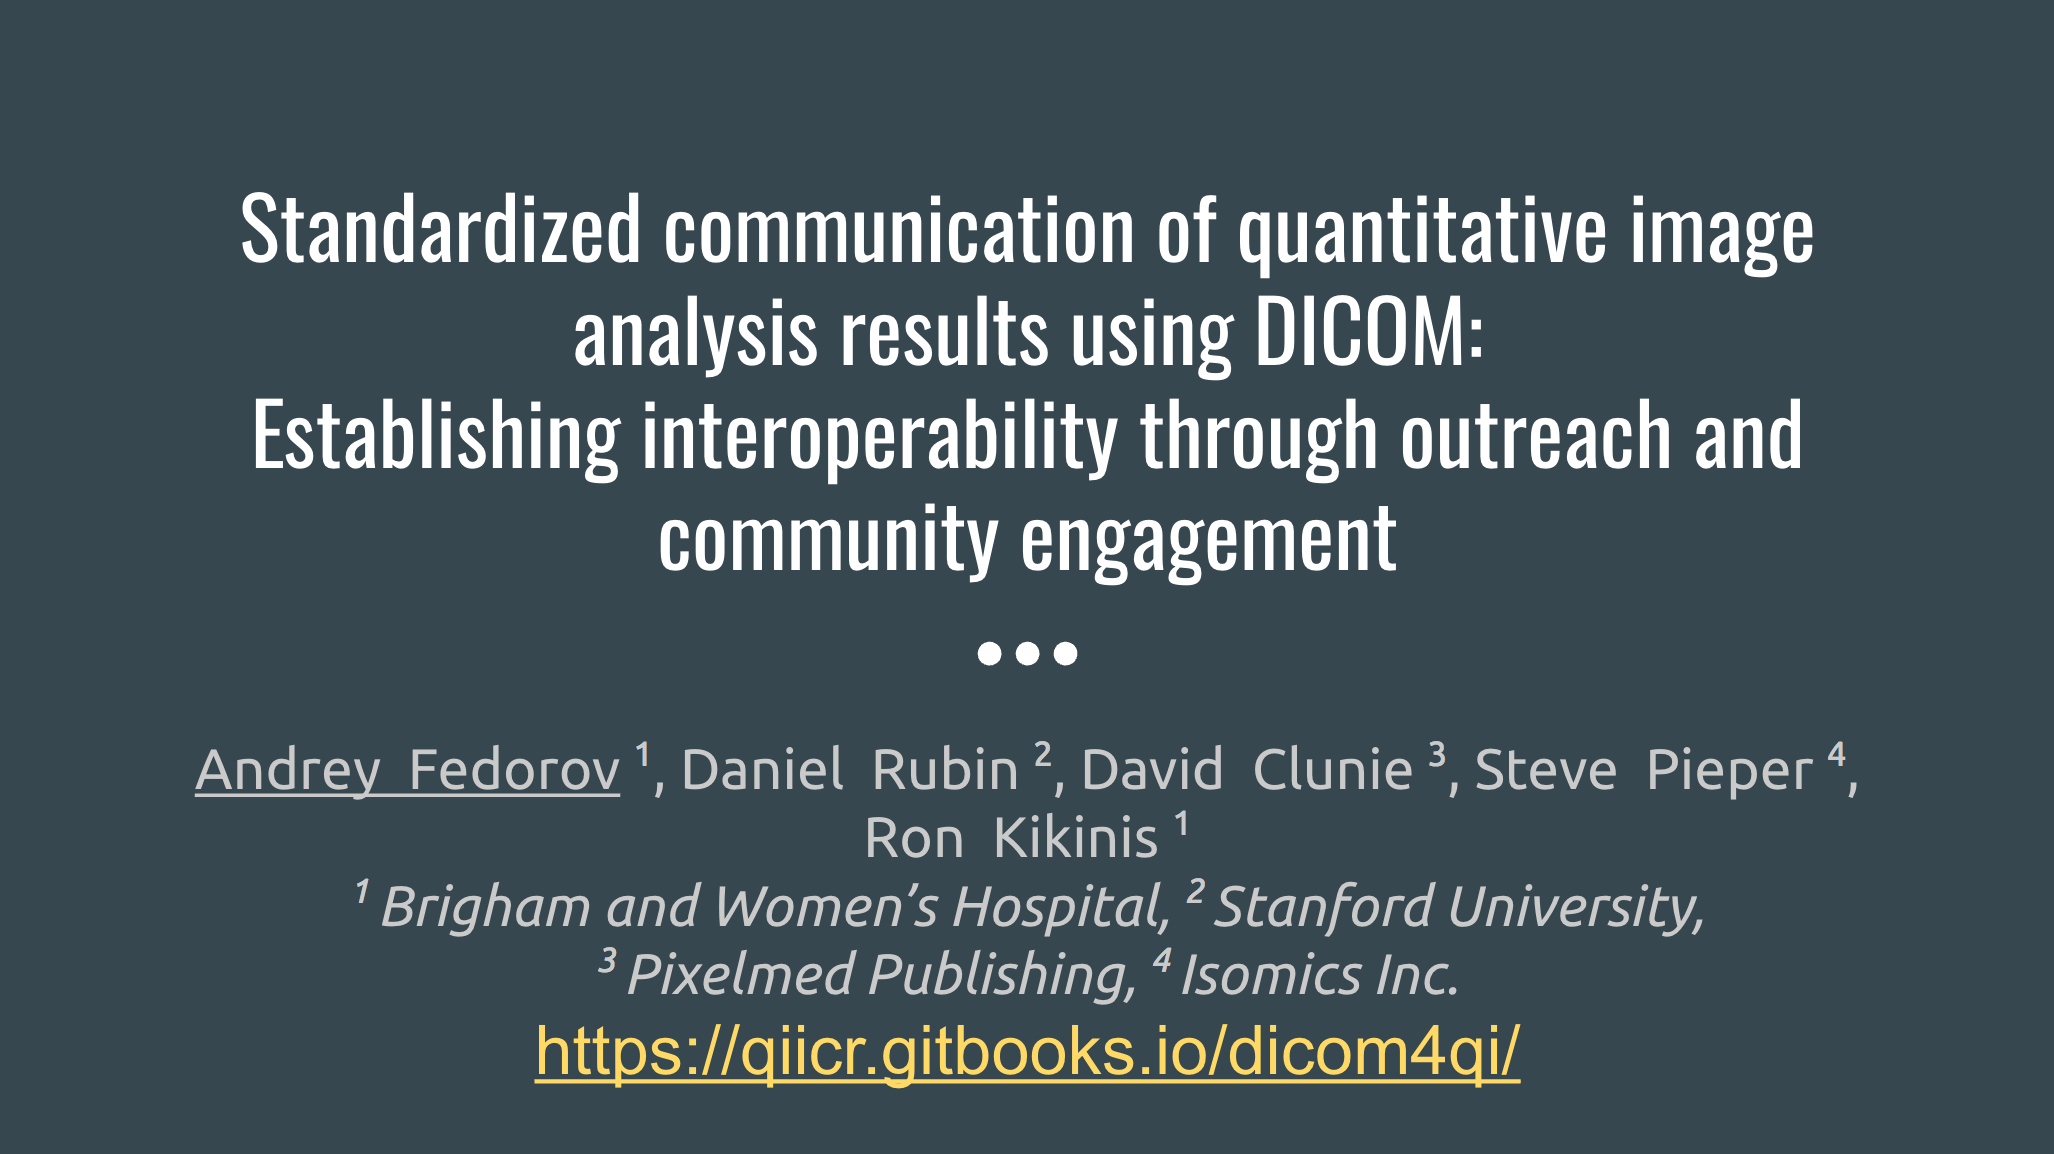 Standardized communication of quantitative image
analysis results using DICOM:
Establishing interoperability through outreach and
community engagement
Andrey Fedorov ¹, Daniel Rubin ², David Clunie ³, Steve Pieper ⁴,
Ron Kikinis ¹
¹ Brigham and Women’s Hospital, ² Stanford University,
³ Pixelmed Publishing, ⁴ Isomics Inc.
https://qiicr.gitbooks.io/dicom4qi/